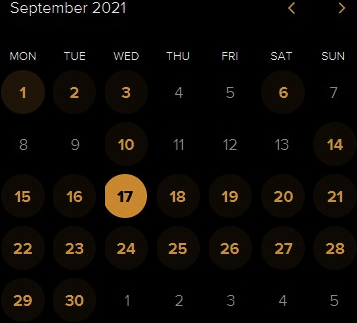 September 2021 < >
MON TUE WED THU FRI SAT SUN
1 2 3 4 5 6 7
8 9 10 11 12 13 14
15 16 17 18 19 20 21
22 23 24 25 26 27 28
29 30 1 2 3 4 5